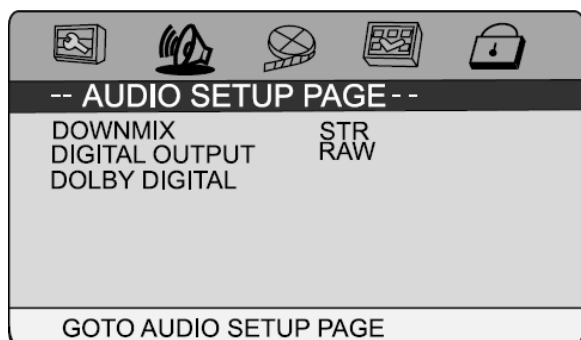 -- AUDIO SETUP PAGE--
DOWNMIX STR
DIGITAL OUTPUT RAW
DOLBY DIGITAL
GOTO AUDIO SETUP PAGE